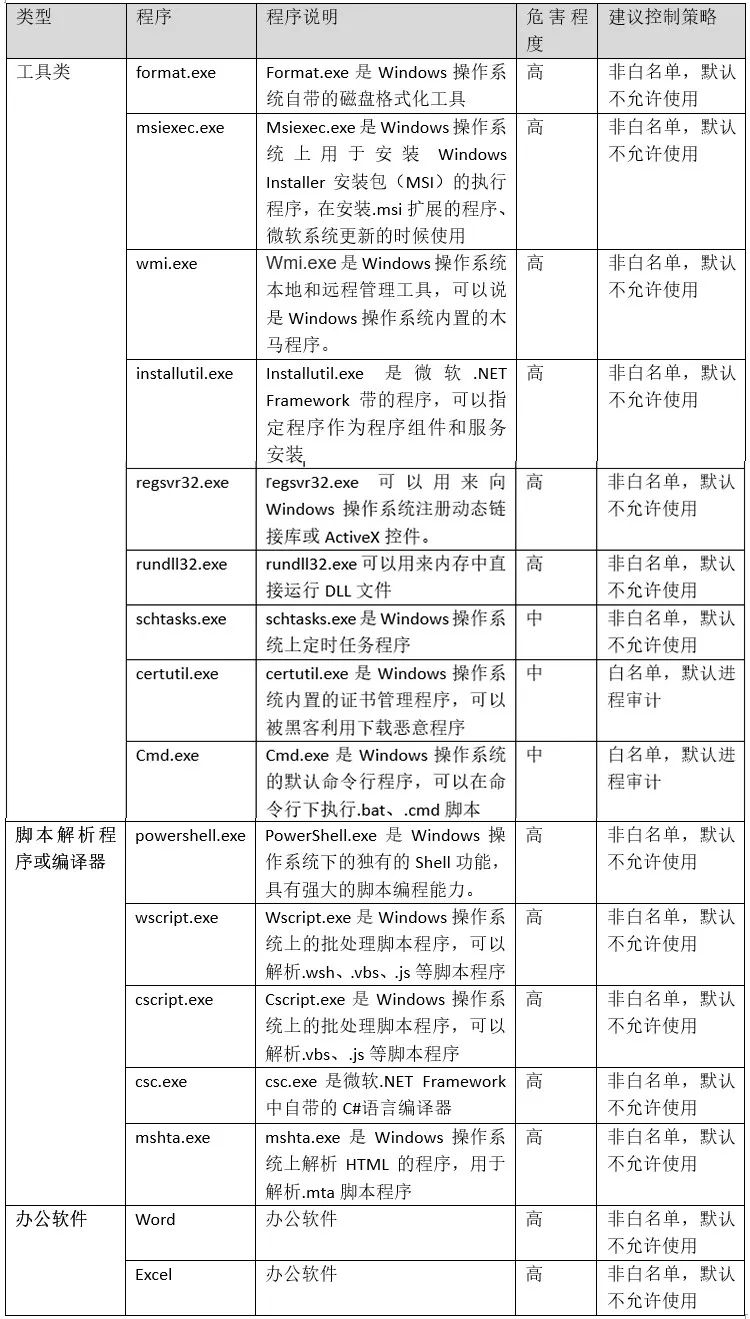 类型 程序 程序说明 危害程 建议控制策略
度
工具类 format.exe Format.exe 是 Windows 操作系 高 非白名单，默认
统自带的磁盘格式化工具 不允许使用
msiexec.exe Msiexec.exe 是 Windows 操作系 高 非白名单，默认
统上用于安装 Windows 不允许使用
Installer 安装包（MSI）的执行
程序，在安装.msi 扩展的程序、
微软系统更新的时候使用
wmi.exe Wmi.exe 是 Windows 操作系统 高 非白名单，默认
本地和远程管理工具，可以说 不允许使用
是 Windows 操作系统内置的木
马程序。
installutil.exe Installutil.exe 是微软 .NET 高 非白名单，默认
Framework 带的程序，可以指 不允许使用
定程序作为程序组件和服务
安装
regsvr32.exe regsvr32.exe 可以用来向 高 非白名单，默认
Windows 操作系统注册动态链 不允许使用
接库或 ActiveX 控件。
rundll32.exe rundll32.exe 可以用来内存中直 高 非白名单，默认
接运行 DLL 文件 不允许使用
schtasks.exe schtasks.exe 是 Windows 操作系 中 非白名单，默认
统上定时任务程序 不允许使用
certutil.exe certutil.exe 是 Windows 操作系 中 白名单，默认进
统内置的证书管理程序，可以 程审计
被黑客利用下载恶意程序
Cmd.exe Cmd.exe 是 Windows 操作系统 中 白名单，默认进
的默认命令行程序，可以在命 程审计
令行下执行.bat、.cmd 脚本
脚本解析程 powershell.exe PowerShell.exe 是 Windows 操 高 非白名单，默认
序或编译器 作系统下的独有的 Shell 功能， 不允许使用
具有强大的脚本编程能力。
wscript.exe Wscript.exe 是 Windows 操作系 高 非白名单，默认
统上的批处理脚本程序，可以 不允许使用
解析.wsh、.vbs、.js 等脚本程序
cscript.exe Cscript.exe 是 Windows 操作系 高 非白名单，默认
统上的批处理脚本程序，可以 不允许使用
解析.vbs、.js 等脚本程序
csc.exe csc.exe 是微软.NET Framework 高 非白名单，默认
中自带的 C#语言编译器 不允许使用
mshta.exe mshta.exe 是 Windows 操作系 高 非白名单，默认
统上解析 HTML 的程序，用于 不允许使用
解析.mta 脚本程序
办公软件 Word 办公软件 高 非白名单，默认
不允许使用
Excel 办公软件 高 非白名单，默认
不允许使用